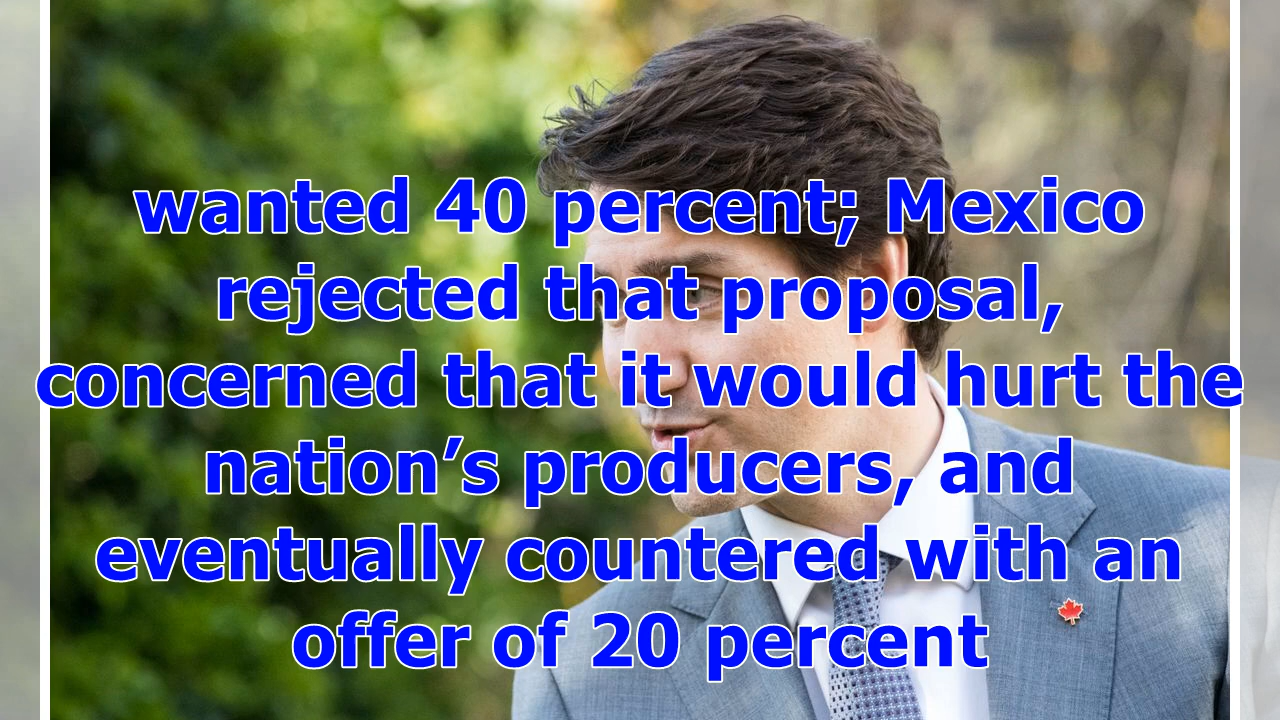 wanted 40 percent; Mexico
rejected that proposal,
concerned that it would hurt the
nation’s producers, and
eventually countered with an
offer of 20 percent